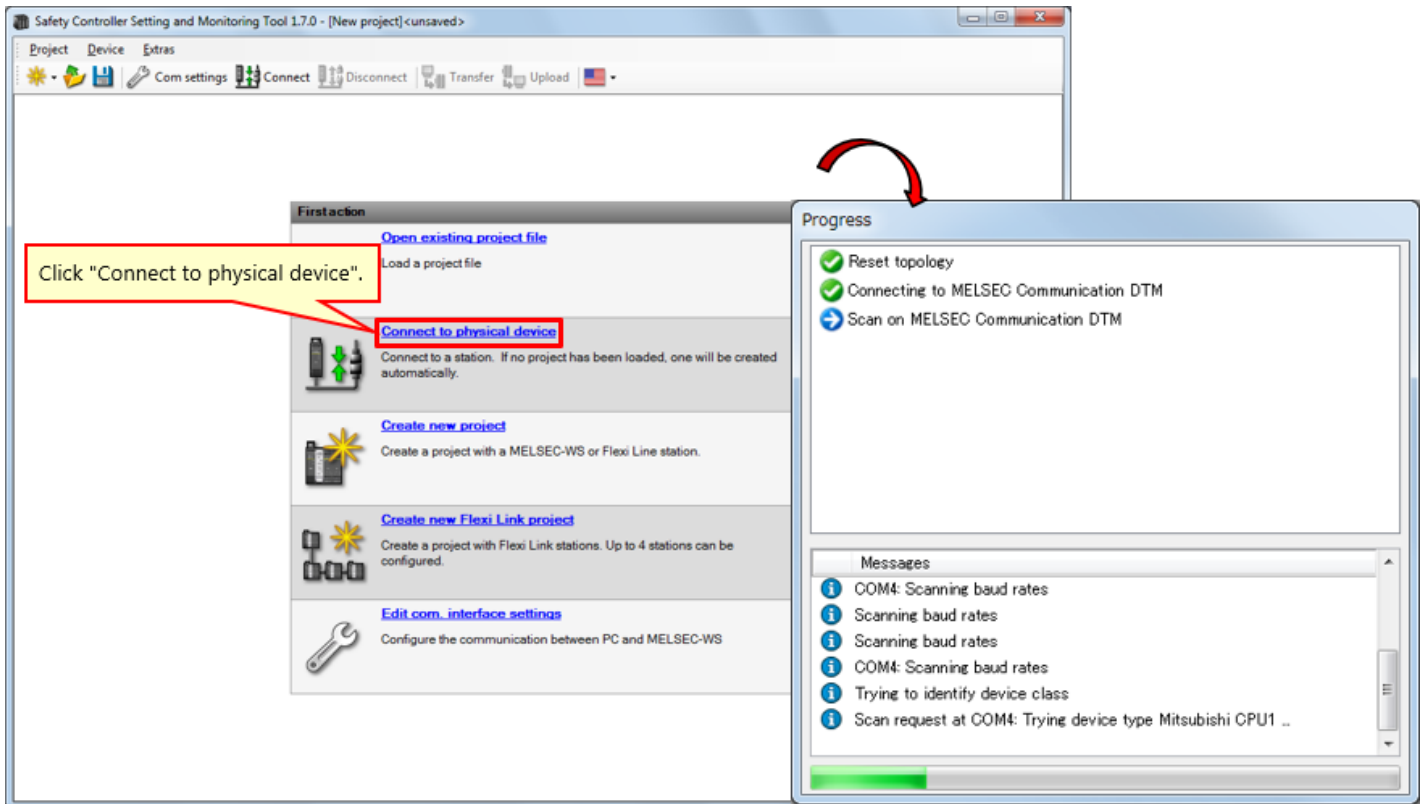 Safety Controller Setting and Monitoring Tool 1.7.0 - [New project]<unsaved>
Project Device Extras
Com settings Connect Disconnect Transfer Upload
First action
Open existing project file
Load a project file
Click "Connect to physical device".
Connect to physical device
Connect to a station. If no project has been loaded, one will be created
automatically.
Create new project
Create a project with a MELSEC-WS or Flexi Line station.
Create new Flexi Link project
Create a project with Flexi Link stations. Up to 4 stations can be
configured.
Edit com. interface settings
Configure the communication between PC and MELSEC-WS
Progress
Reset topology
Connecting to MELSEC Communication DTM
Scan on MELSEC Communication DTM
Messages
COM4: Scanning baud rates
Scanning baud rates
Scanning baud rates
COM4: Scanning baud rates
Trying to identify device class
Scan request at COM4: Trying device type Mitsubishi CPU1 ..